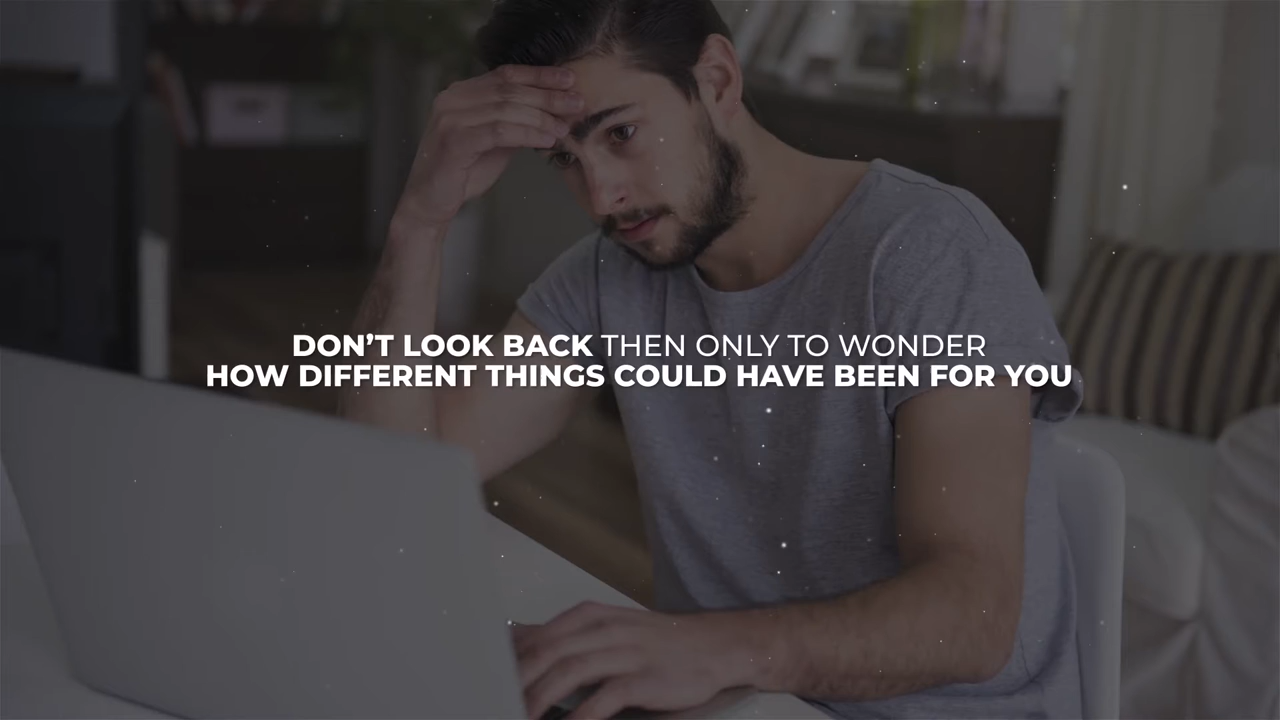 DON’T LOOK BACK THEN ONLY TO WONDER
HOW DIFFERENT THINGS COULD HAVE BEEN FOR YOU